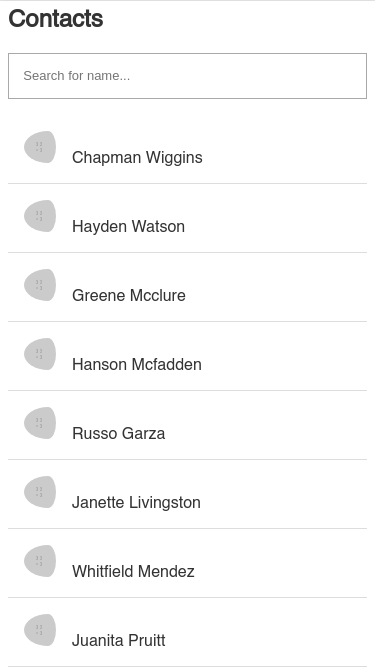 Contacts
Search for name...
Chapman Wiggins
Hayden Watson
Greene Mcclure
Hanson Mcfadden
Russo Garza
Janette Livingston
Whitfield Mendez
Juanita Pruitt